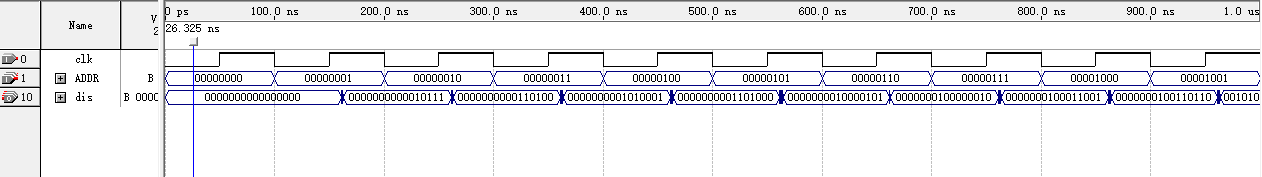 0 ps 100.0 ns 200.0 ns 300.0 ns 400.0 ns 500.0 ns 600.0 ns 700.0 ns 800.0 ns 900.0 ns 1.0 us
Name V
2 26.325 ns
0 clk
1 ADDR B 00000000 00000001 00000010 00000011 00000100 00000101 00000110 00000111 00001000 00001001
10 dis B 0000 0000000000000000 0000000000010111 0000000000110100 0000000001010001 0000000001101000 0000000010000101 0000000100000010 0000000100011001 0000000100110110 001010